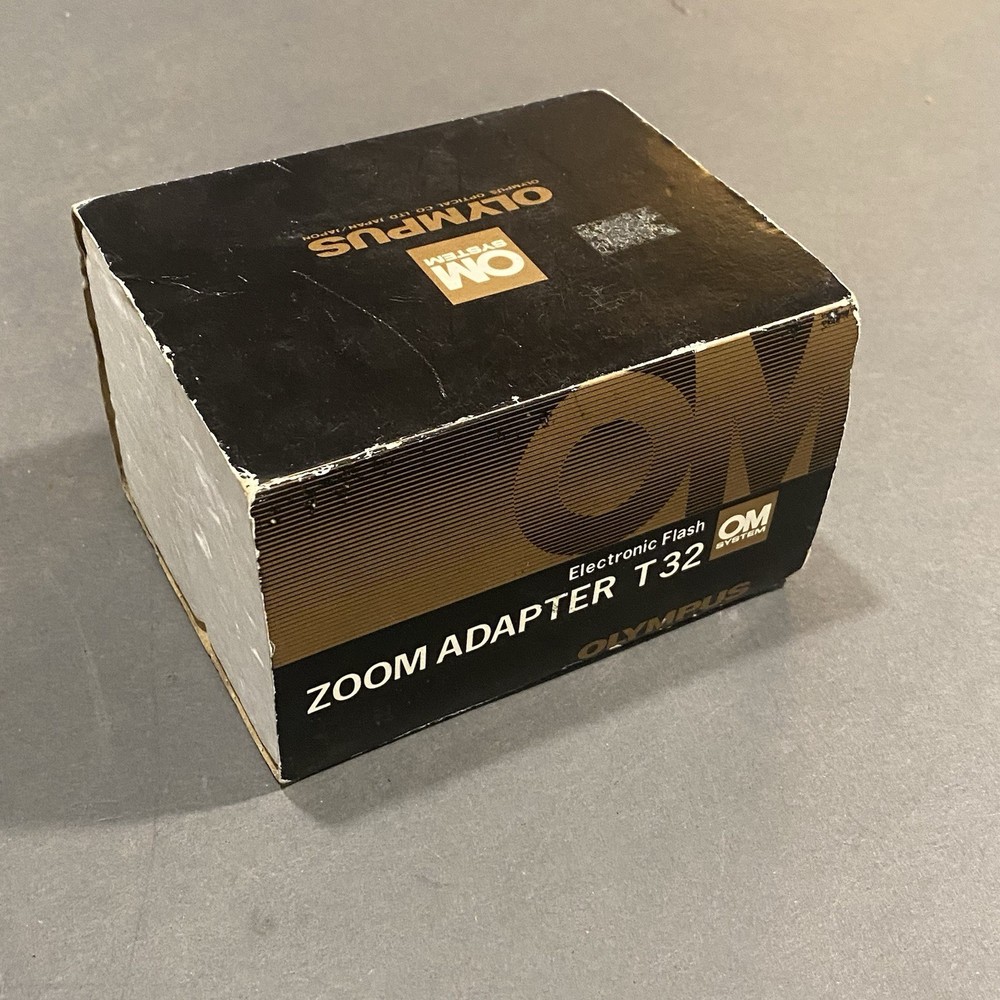 OLYMPUS OPTICAL CO., LTD. JAPAN/JAPON
OLYMPUS
OM
SYSTEM
OM
Electronic Flash
ZOOM ADAPTER T32
OM
SYSTEM
OLYMPUS